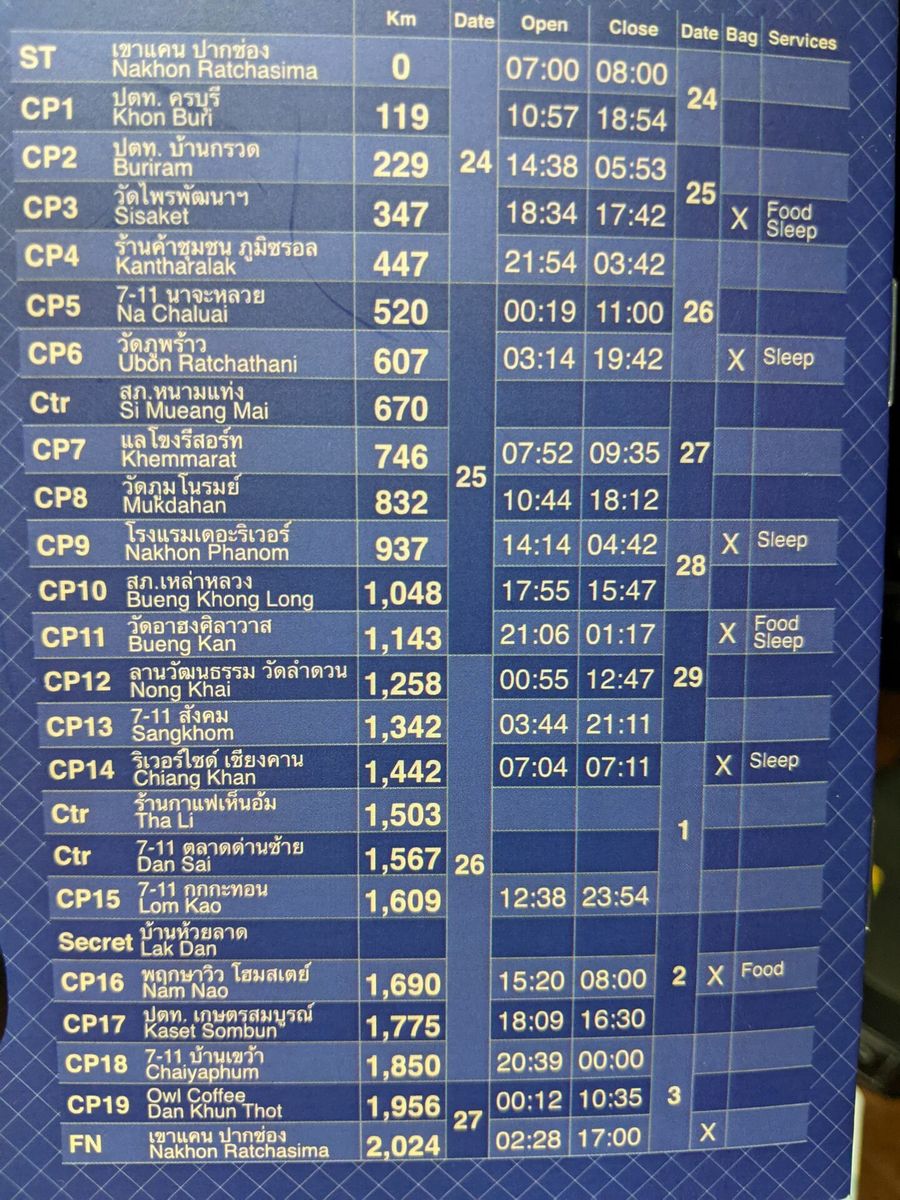 Km Date Open Close Date Bag Services
ST เขาแคน ปากช่อง 0 07:00 08:00
Nakhon Ratchasima
24
CP1 ปตท. ครบุรี 119 10:57 18:54
Khon Buri
CP2 ปตท. บ้านกรวด 229 24 14:38 05:53
Buriram
25
CP3 วัดไพรพัฒนาฯ 347 18:34 17:42 X Food
Sisaket Sleep
CP4 ร้านค้าชุมชน ภูมิซรอล 447 21:54 03:42
Kantharalak
CP5 7-11 นาจะหลวย 520 00:19 11:00 26
Na Chaluai
CP6 วัดภูพร้าว 607 03:14 19:42 X Sleep
Ubon Ratchathani
Ctr สภ.หนามแท่ง 670
Si Mueang Mai
CP7 แลโขงรีสอร์ท 746 07:52 09:35 27
Khemmarat
25
CP8 วัดภูมโนรมย์ 832 10:44 18:12
Mukdahan
CP9 โรงแรมเดอะริเวอร์ 937 14:14 04:42 X Sleep
Nakhon Phanom
28
CP10 สภ.เหล่าหลวง 1,048 17:55 15:47
Bueng Khong Long
CP11 วัดอาฮงศิลาวาส 1,143 21:06 01:17 X Food
Bueng Kan Sleep
CP12 ลานวัฒนธรรม วัดลำดวน 1,258 00:55 12:47 29
Nong Khai
CP13 7-11 สังคม 1,342 03:44 21:11
Sangkhom
CP14 ริเวอร์ไซด์ เชียงคาน 1,442 07:04 07:11 X Sleep
Chiang Khan
Ctr ร้านกาแฟเห็นอ้ม 1,503
Tha Li
1
Ctr 7-11 ตลาดด่านซ้าย 1,567
Dan Sai
26
CP15 7-11 กกกะทอน 1,609 12:38 23:54
Lom Kao
Secret บ้านห้วยลาด
Lak Dan
CP16 พฤกษาวิว โฮมสเตย์ 1,690 15:20 08:00 2 X Food
Nam Nao
CP17 ปตท. เกษตรสมบูรณ์ 1,775 18:09 16:30
Kaset Sombun
CP18 7-11 บ้านเขว้า 1,850 20:39 00:00
Chaiyaphum
CP19 Owl Coffee 1,956 00:12 10:35 3
Dan Khun Thot
27
FN เขาแคน ปากช่อง 2,024 02:28 17:00 X
Nakhon Ratchasima